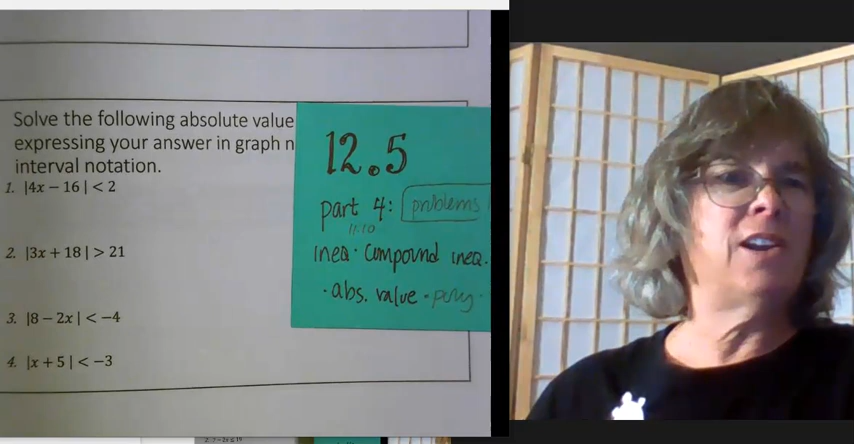 Solve the following absolute value
expressing your answer in graph n
interval notation.
1. |4x − 16| < 2
2. |3x + 18| > 21
3. |8 − 2x| < −4
4. |x + 5| < −3
12.5
part 4: problems
11.10
ineq. Compound ineq.
· abs. value · poly.